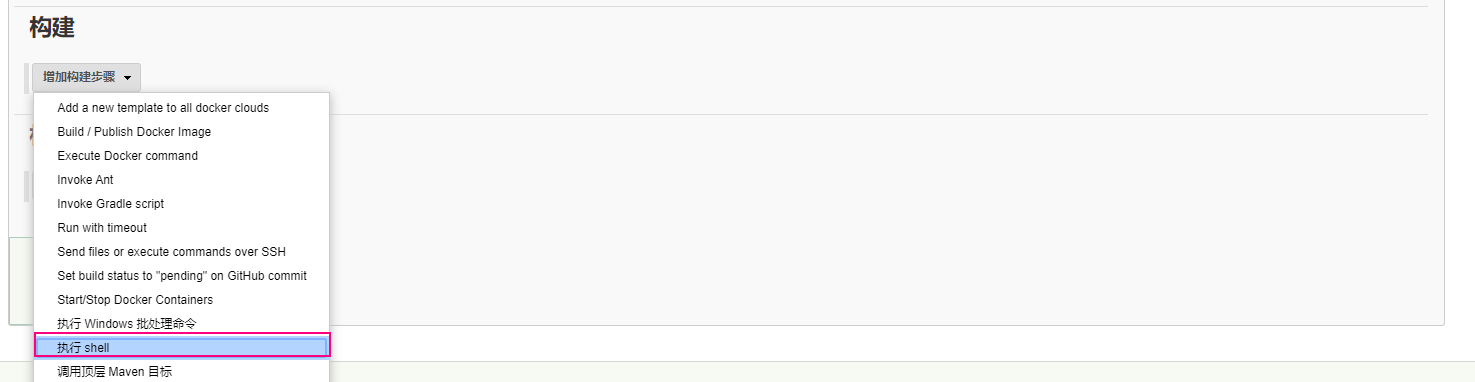 构建
增加构建步骤
Add a new template to all docker clouds
Build / Publish Docker Image
Execute Docker command
Invoke Ant
Invoke Gradle script
Run with timeout
Send files or execute commands over SSH
Set build status to "pending" on GitHub commit
Start/Stop Docker Containers
执行 Windows 批处理命令
执行 shell
调用顶层 Maven 目标